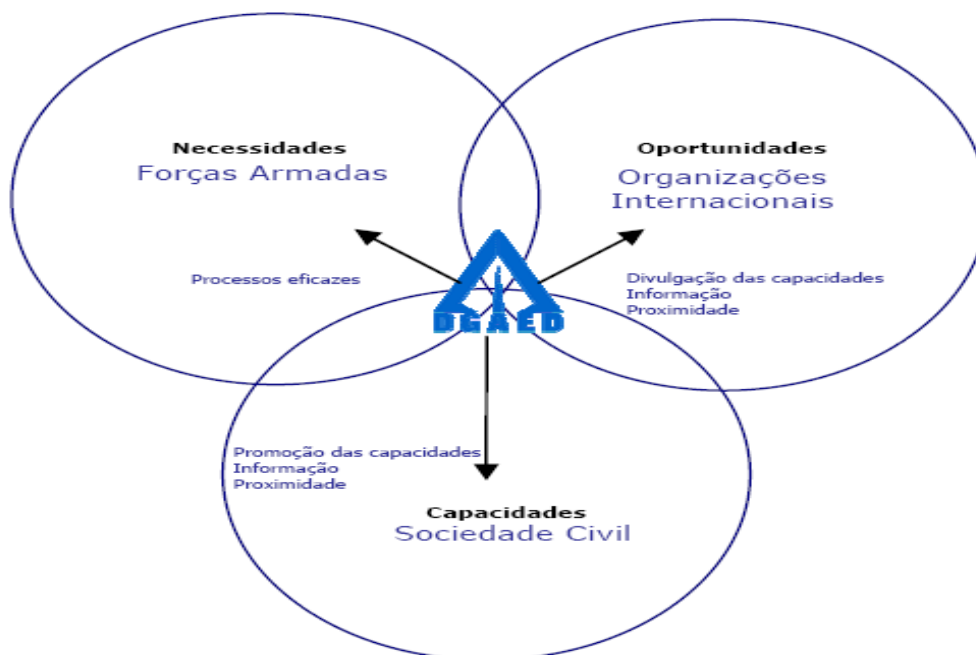 Necessidades
Forças Armadas
Oportunidades
Organizações
Internacionais
Processos eficazes
Divulgação das capacidades
Informação
Proximidade
DGAED
Promoção das capacidades
Informação
Proximidade
Capacidades
Sociedade Civil